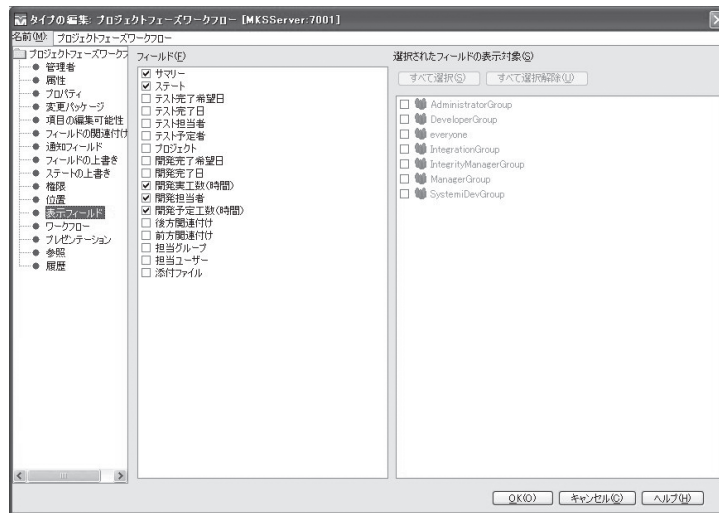 タイプの編集: プロジェクトフェーズワークフロー [MKSServer:7001]
名前(M): プロジェクトフェーズワークフロー
プロジェクトフェーズワークフ
管理者
属性
プロパティ
変更パッケージ
項目の編集可能性
フィールドの関連付け
通知フィールド
フィールドの上書き
ステートの上書き
権限
位置
表示フィールド
ワークフロー
プレゼンテーション
参照
履歴
フィールド(F)
サマリー
ステート
テスト完了希望日
テスト完了日
テスト担当者
テスト予定者
プロジェクト
開発完了希望日
開発完了日
開発実工数(時間)
開発担当者
開発予定工数(時間)
後方関連付け
前方関連付け
担当グループ
担当ユーザー
添付ファイル
選択されたフィールドの表示対象(S)
すべて選択(S) すべて選択解除(U)
AdministratorGroup
DeveloperGroup
everyone
IntegrationGroup
IntegrityManagerGroup
ManagerGroup
SystemiDevGroup
OK(O) キャンセル(C) ヘルプ(H)